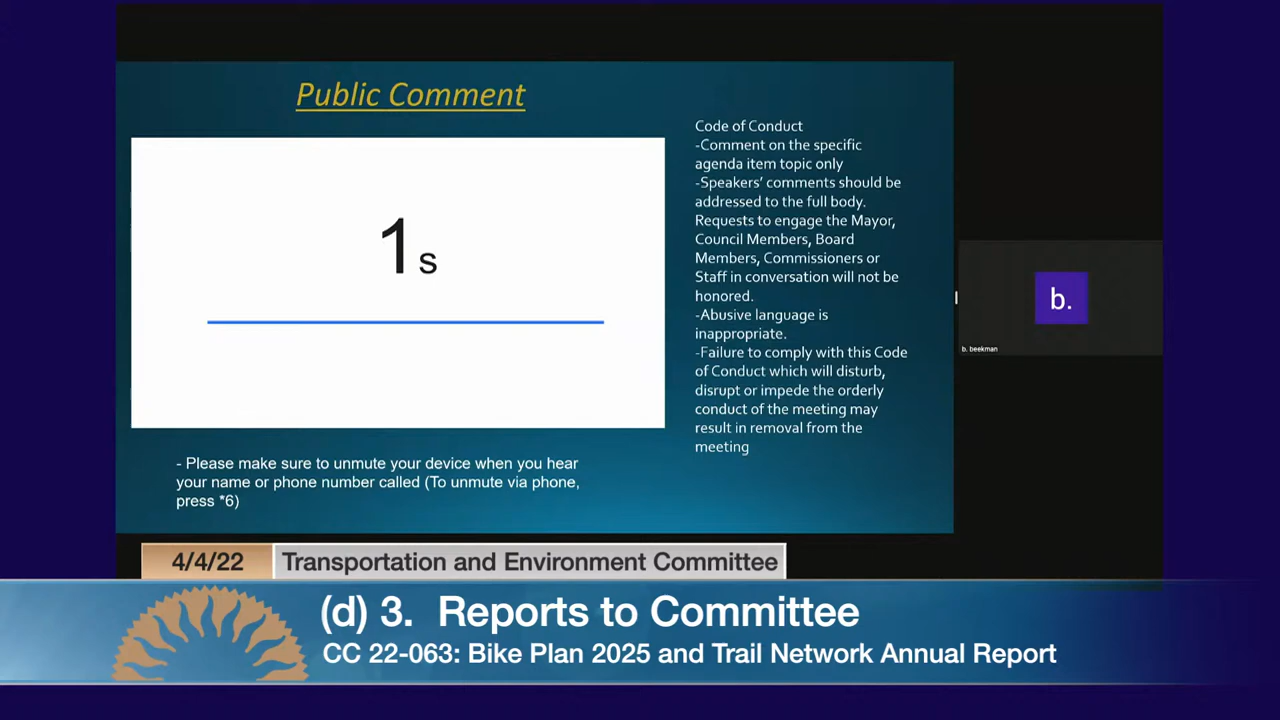 Public Comment
1s
Code of Conduct
-Comment on the specific
agenda item topic only
-Speakers’ comments should be
addressed to the full body.
Requests to engage the Mayor,
Council Members, Board
Members, Commissioners or
Staff in conversation will not be
honored.
-Abusive language is
inappropriate.
-Failure to comply with this Code
of Conduct which will disturb,
disrupt or impede the orderly
conduct of the meeting may
result in removal from the
meeting
- Please make sure to unmute your device when you hear
your name or phone number called (To unmute via phone,
press *6)
b.
b. beekman
4/4/22 Transportation and Environment Committee
(d) 3. Reports to Committee
CC 22-063: Bike Plan 2025 and Trail Network Annual Report